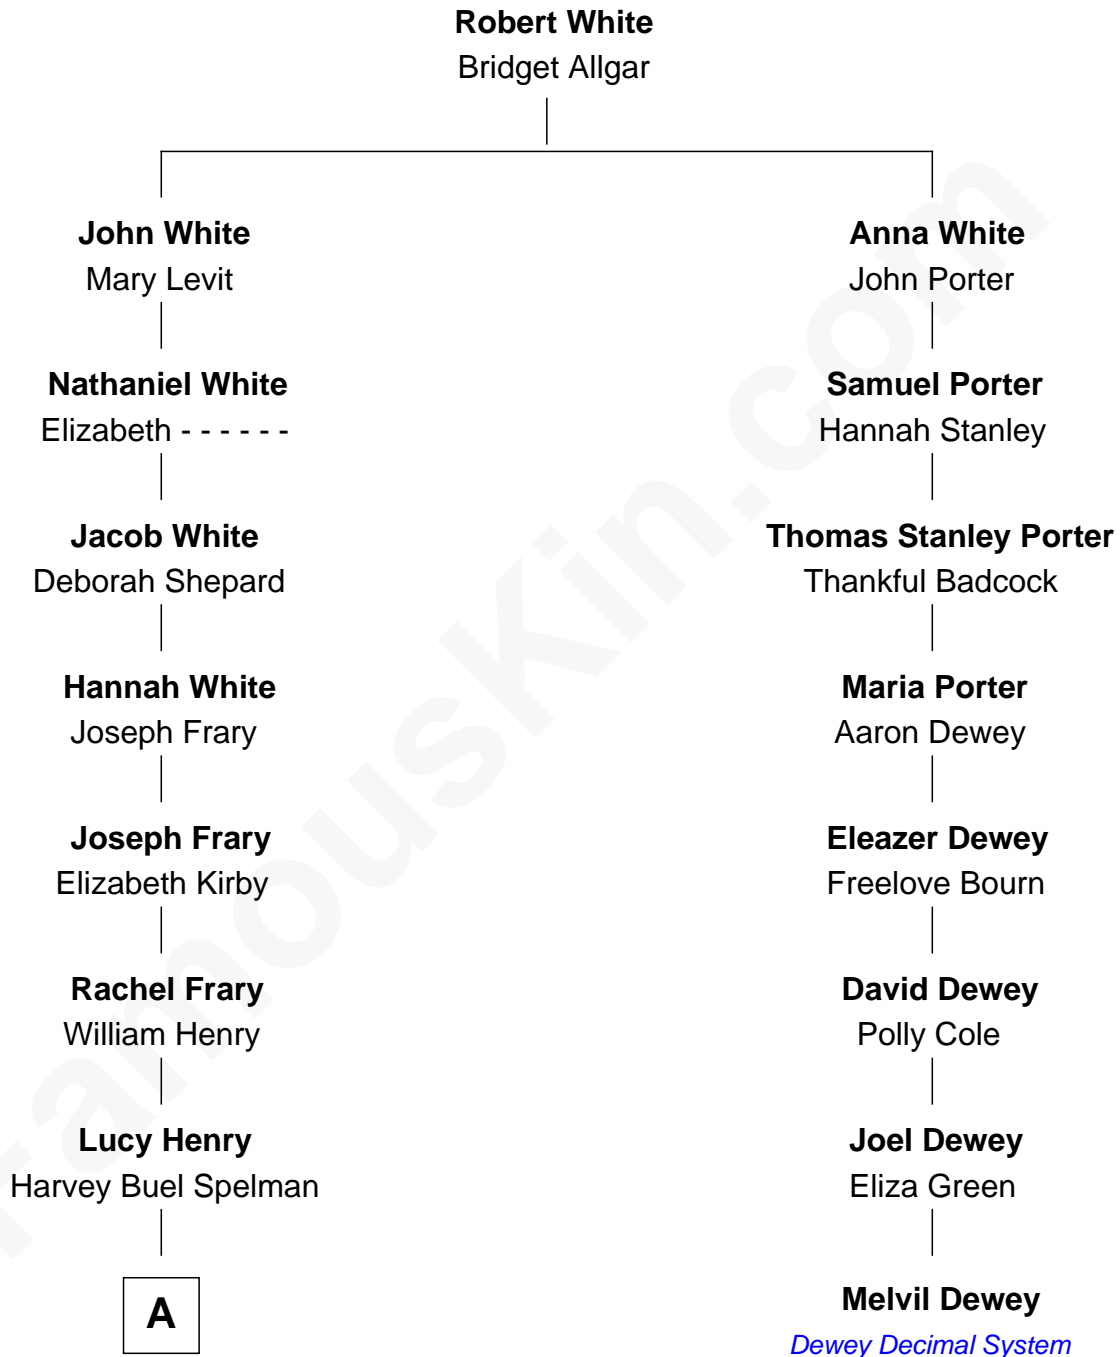 Robert White
Bridget Allgar
John White
Mary Levit
Anna White
John Porter
Nathaniel White
Elizabeth - - - - - -
Samuel Porter
Hannah Stanley
Jacob White
Deborah Shepard
Thomas Stanley Porter
Thankful Badcock
Hannah White
Joseph Frary
Maria Porter
Aaron Dewey
Joseph Frary
Elizabeth Kirby
Eleazer Dewey
Freelove Bourn
Rachel Frary
William Henry
David Dewey
Polly Cole
Lucy Henry
Harvey Buel Spelman
Joel Dewey
Eliza Green
A
Melvil Dewey
Dewey Decimal System
FamousKin.com